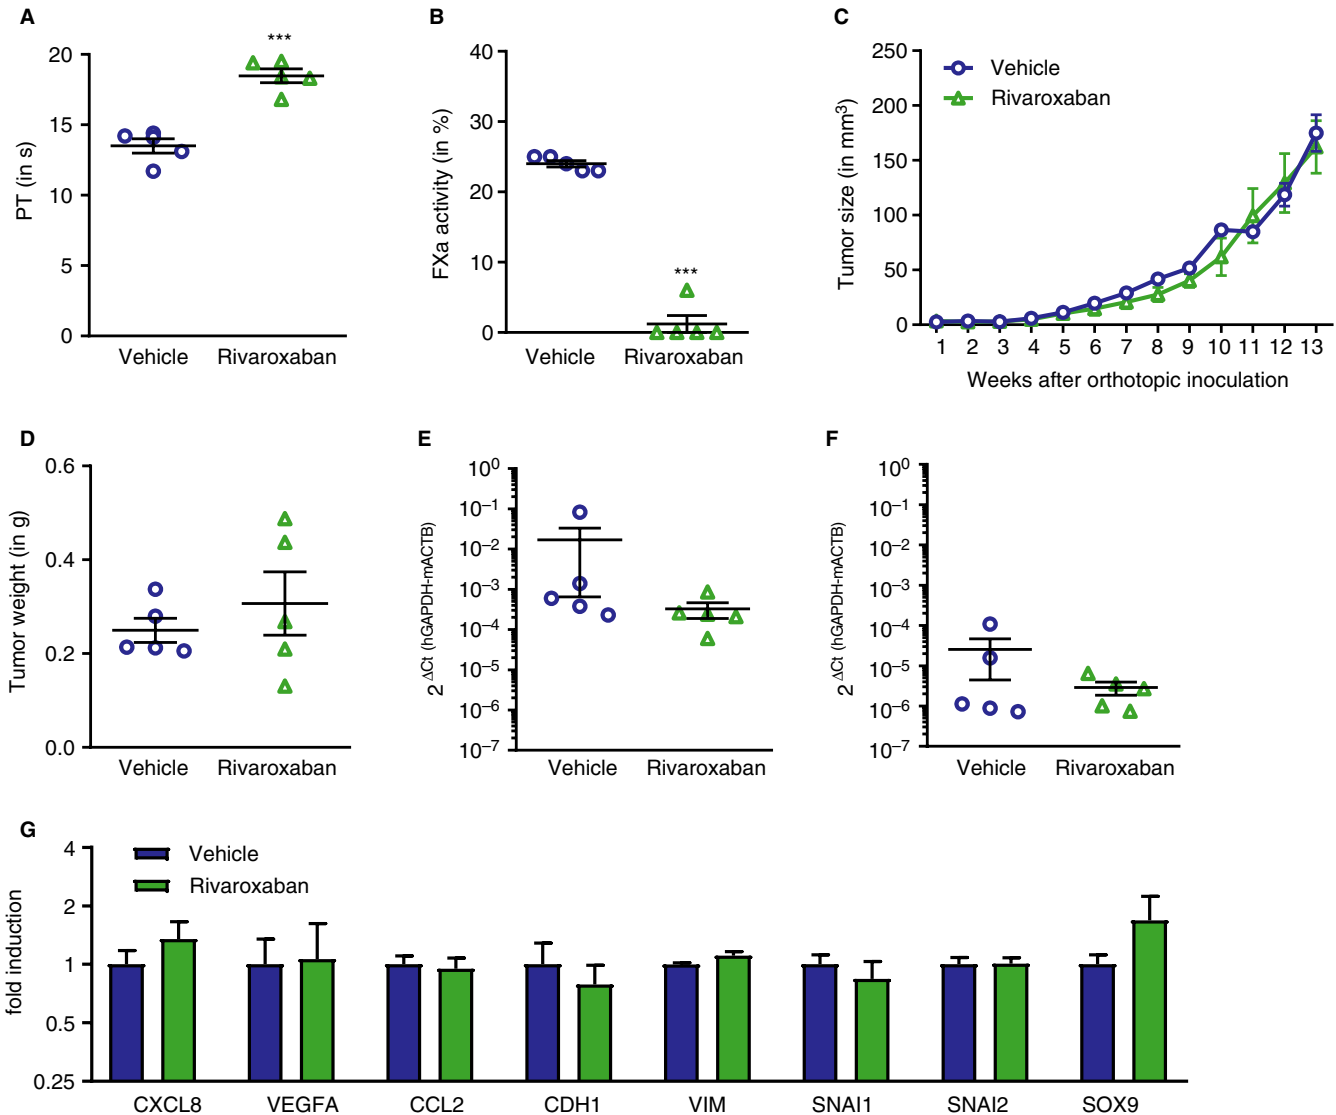 A
PT (in s)
20
15
10
5
0
***
Vehicle Rivaroxaban
B
FXa activity (in %)
40
30
20
10
0
***
Vehicle Rivaroxaban
C
Tumor size (in mm³)
250
200
150
100
50
0
Vehicle
Rivaroxaban
1 2 3 4 5 6 7 8 9 10 11 12 13
Weeks after orthotopic inoculation
D
Tumor weight (in g)
0.6
0.4
0.2
0.0
Vehicle Rivaroxaban
E
2^ΔCt (hGAPDH-mACTB)
10⁰
10⁻¹
10⁻²
10⁻³
10⁻⁴
10⁻⁵
10⁻⁶
10⁻⁷
Vehicle Rivaroxaban
F
2^ΔCt (hGAPDH-mACTB)
10⁰
10⁻¹
10⁻²
10⁻³
10⁻⁴
10⁻⁵
10⁻⁶
10⁻⁷
Vehicle Rivaroxaban
G
fold induction
4
2
1
0.5
0.25
Vehicle
Rivaroxaban
CXCL8 VEGFA CCL2 CDH1 VIM SNAI1 SNAI2 SOX9